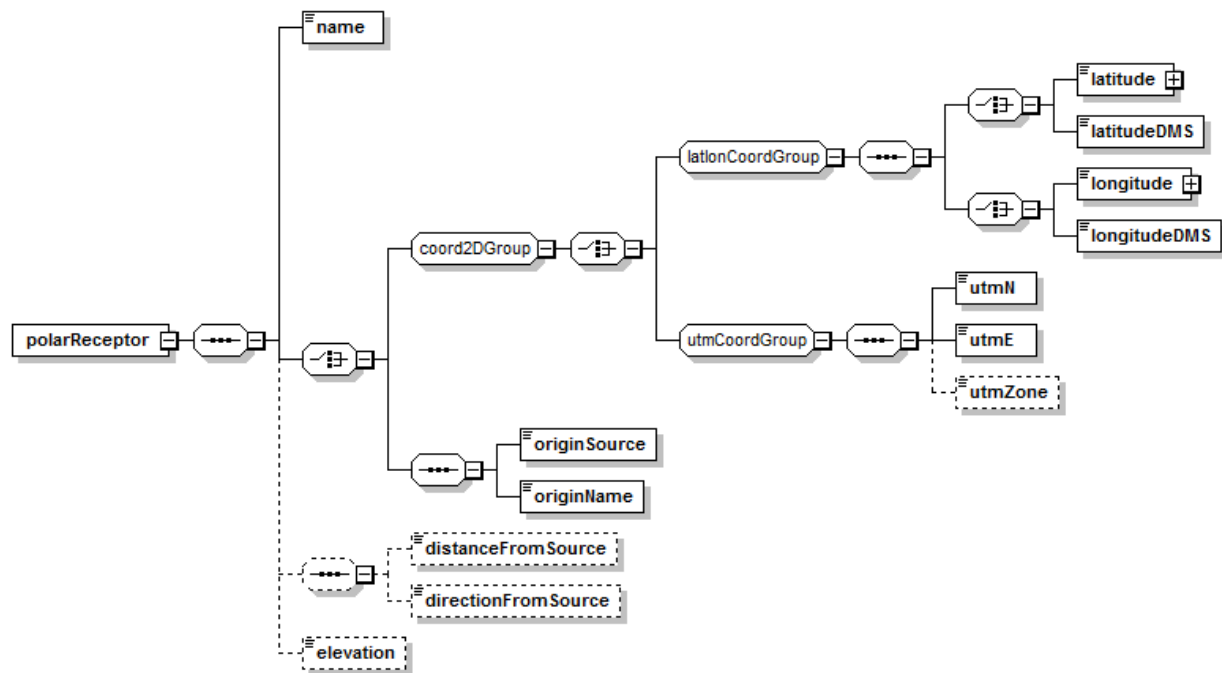 name
latitude
latitudeDMS
latlonCoordGroup
longitude
longitudeDMS
coord2DGroup
utmN
polarReceptor
utmCoordGroup
utmE
utmZone
originSource
originName
distanceFromSource
directionFromSource
elevation